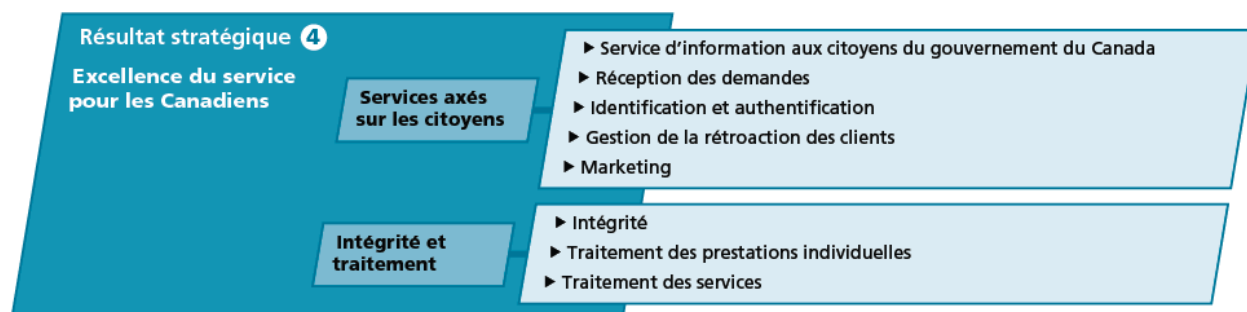 Résultat stratégique 4
Excellence du service
pour les Canadiens
Services axés
sur les citoyens
▶ Service d'information aux citoyens du gouvernement du Canada
▶ Réception des demandes
▶ Identification et authentification
▶ Gestion de la rétroaction des clients
▶ Marketing
Intégrité et
traitement
▶ Intégrité
▶ Traitement des prestations individuelles
▶ Traitement des services